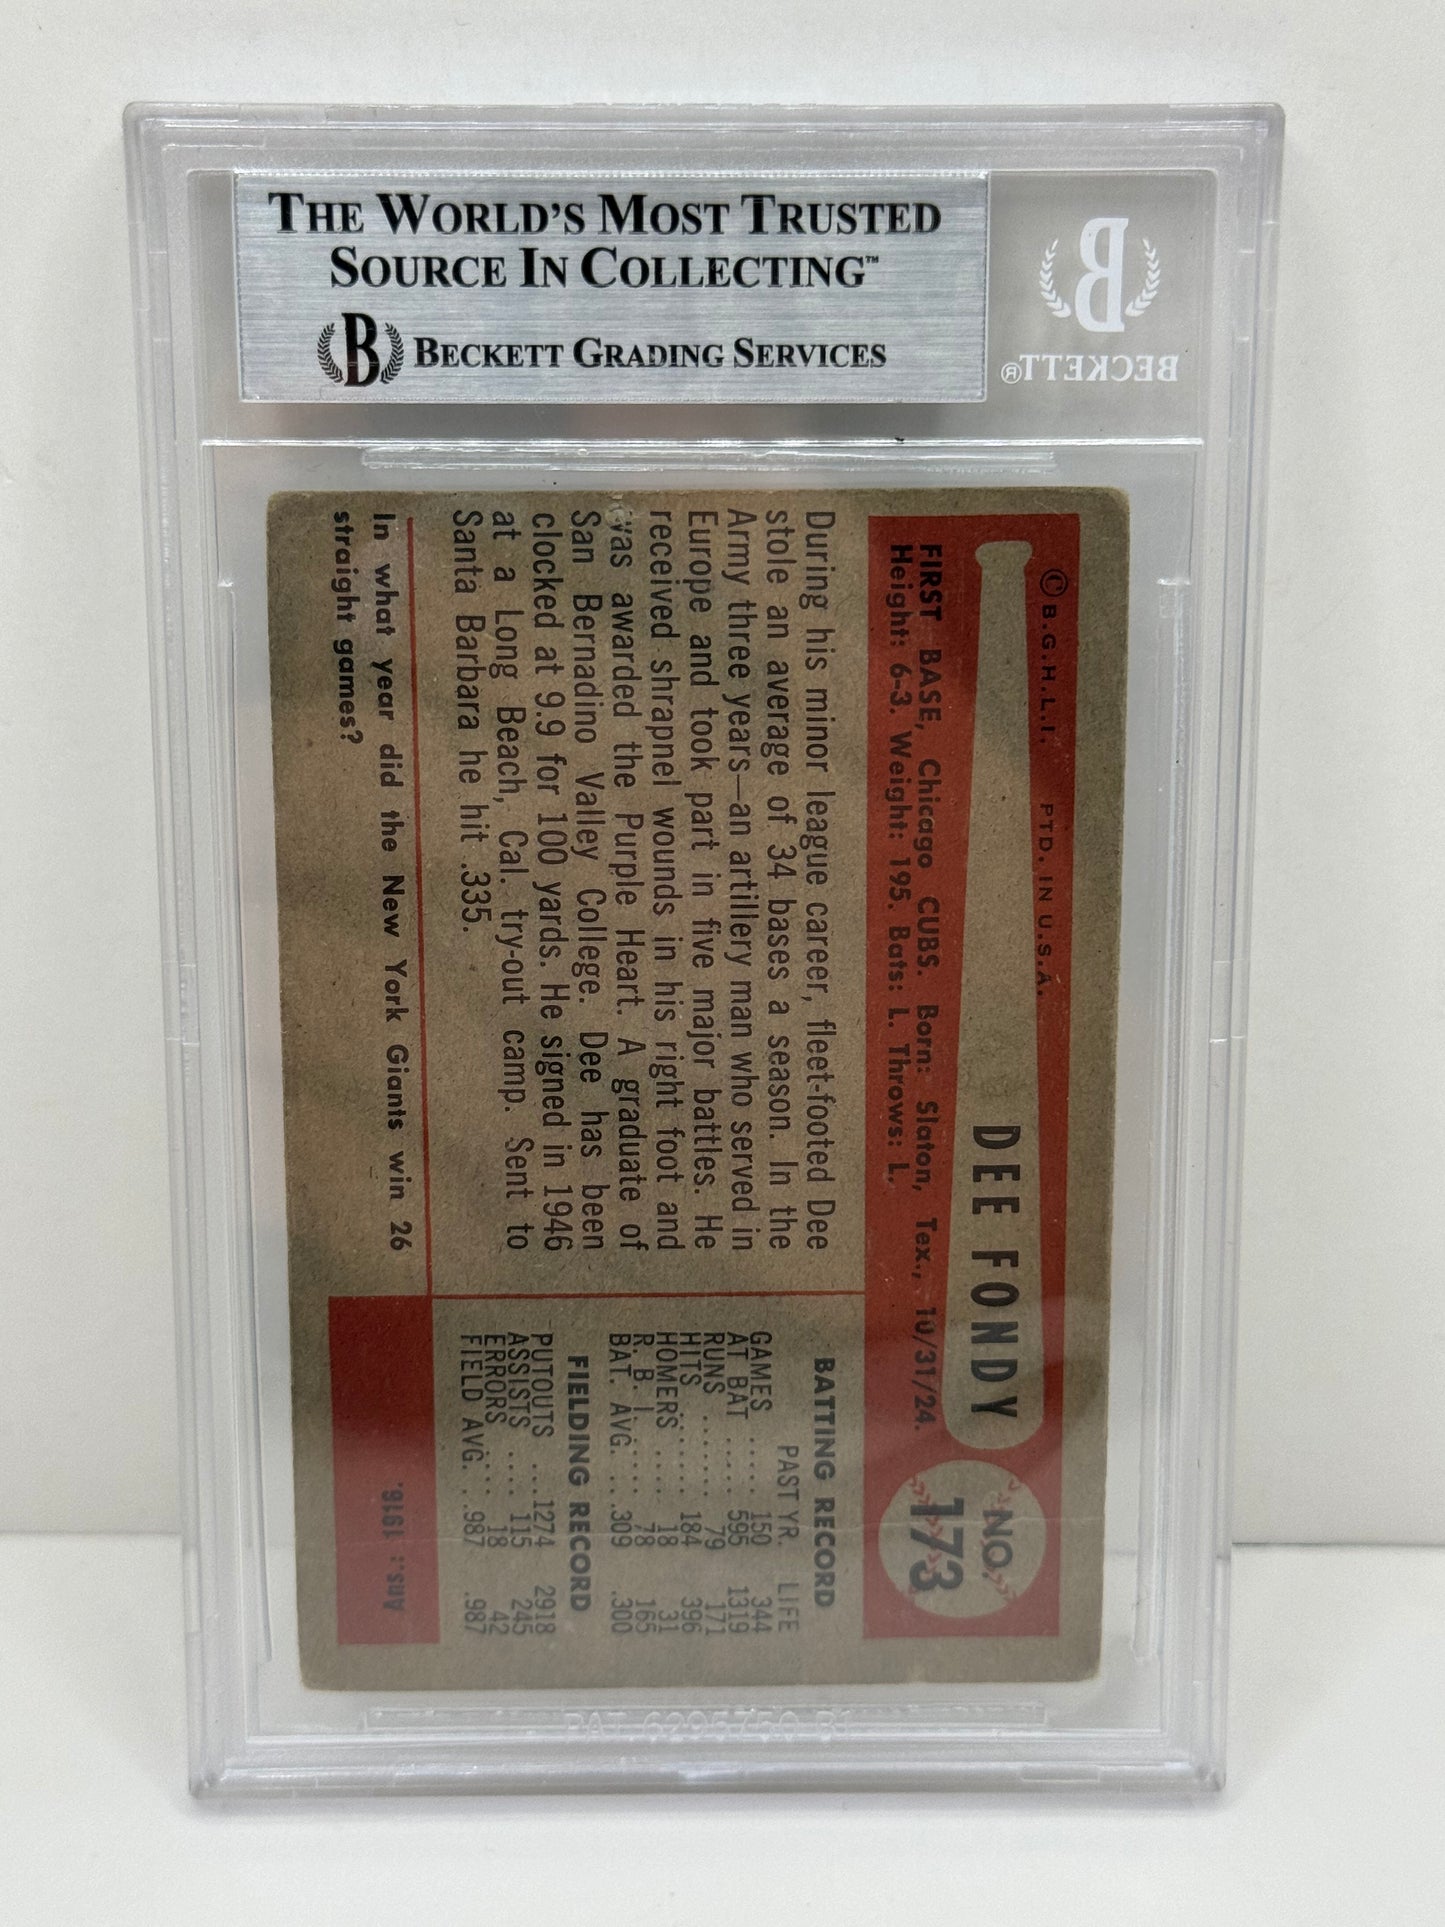 THE WORLD'S MOST TRUSTED
SOURCE IN COLLECTING™
B BECKETT GRADING SERVICES
B
BECKETT®
© B.G.H.L.I. PTD. IN U.S.A.
DEE FONDY
NO.
173
FIRST BASE, Chicago CUBS. Born: Slaton, Tex., 10/31/24.
Height: 6-3. Weight: 195. Bats: L. Throws: L.
During his minor league career, fleet-footed Dee
stole an average of 34 bases a season. In the
Army three years—an artillery man who served in
Europe and took part in five major battles. He
received shrapnel wounds in his right foot and
was awarded the Purple Heart. A graduate of
San Bernadino Valley College. Dee has been
clocked at 9.9 for 100 yards. He signed in 1946
at a Long Beach, Cal. try-out camp. Sent to
Santa Barbara he hit .335.
BATTING RECORD
PAST YR. LIFE
GAMES ..... 150 344
AT BAT ..... 595 1319
RUNS ...... 79 171
HITS ...... 184 396
HOMERS .... 18 31
R. B. I. .... 78 165
BAT. AVG. .. .309 .300
FIELDING RECORD
PUTOUTS ... 1274 2918
ASSISTS .... 115 245
ERRORS .... 18 42
FIELD AVG. .. .987 .987
In what year did the New York Giants win 26
straight games?
Ans.: 1916.
PAT. 6295750 B1